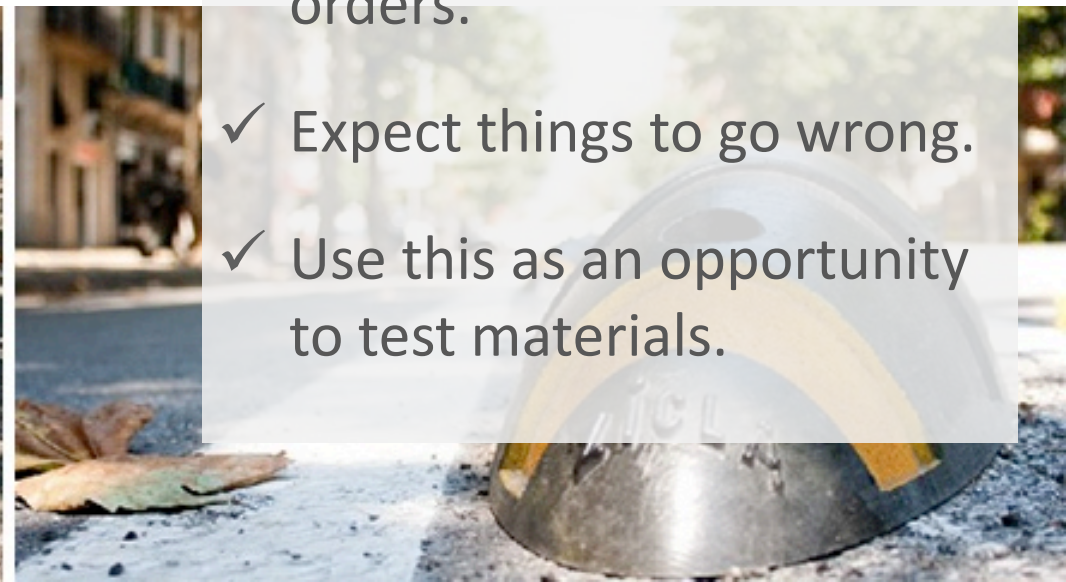 orders.
✓ Expect things to go wrong.
✓ Use this as an opportunity
to test materials.